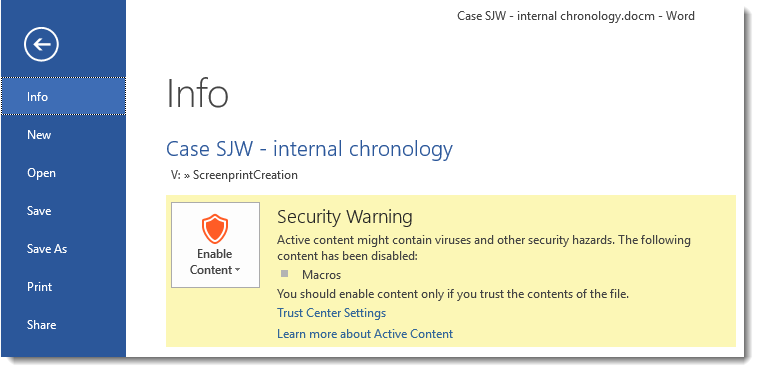 Case SJW - internal chronology.docm - Word
Info
New
Open
Save
Save As
Print
Share
Info
Case SJW - internal chronology
V: » ScreenprintCreation
Enable
Content
Security Warning
Active content might contain viruses and other security hazards. The following
content has been disabled:
Macros
You should enable content only if you trust the contents of the file.
Trust Center Settings
Learn more about Active Content